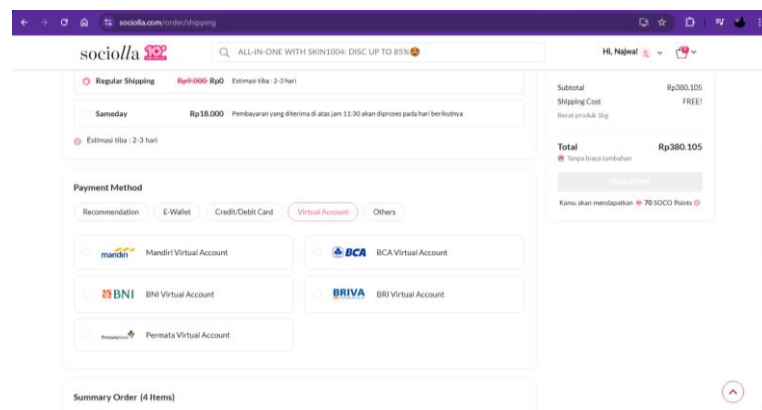 sociolla.com/order/shipping
sociolla
ALL-IN-ONE WITH SKIN1004: DISC UP TO 85%
Hi, Najwa!
Regular Shipping Rp9.000 Rp0 Estimasi tiba : 2-3 hari
Sameday Rp18.000 Pembayaran yang diterima di atas jam 11:30 akan diproses pada hari berikutnya
Estimasi tiba : 2-3 hari
Subtotal Rp380.105
Shipping Cost FREE!
Berat produk 1kg
Total Rp380.105
Tanpa biaya tambahan
Place Order
Kamu akan mendapatkan 70 SOCO Points
Payment Method
Recommendation E-Wallet Credit/Debit Card Virtual Account Others
mandiri Mandiri Virtual Account
BCA BCA Virtual Account
BNI BNI Virtual Account
BRIVA BRI Virtual Account
PermataBank Permata Virtual Account
Summary Order (4 Items)